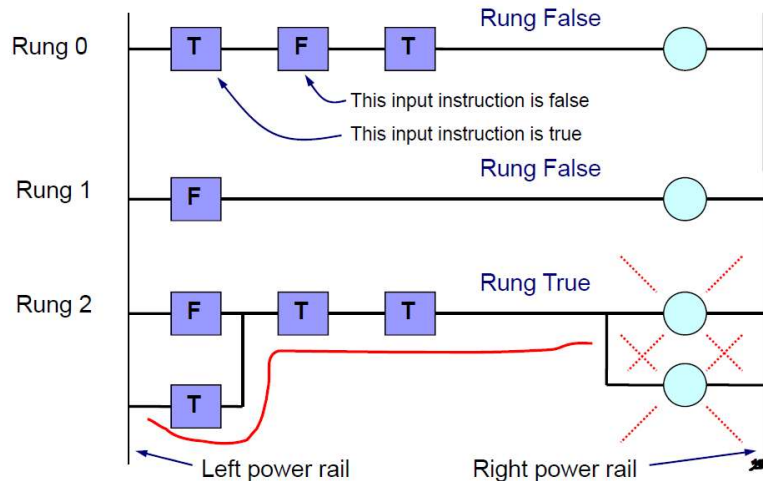 Rung False
Rung 0
T F T
This input instruction is false
This input instruction is true
Rung False
Rung 1
F
Rung True
Rung 2
F T T
T
Left power rail
Right power rail